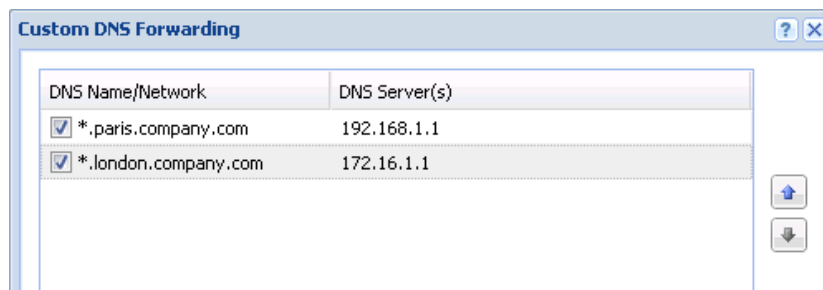 Custom DNS Forwarding
DNS Name/Network DNS Server(s)
*.paris.company.com 192.168.1.1
*.london.company.com 172.16.1.1